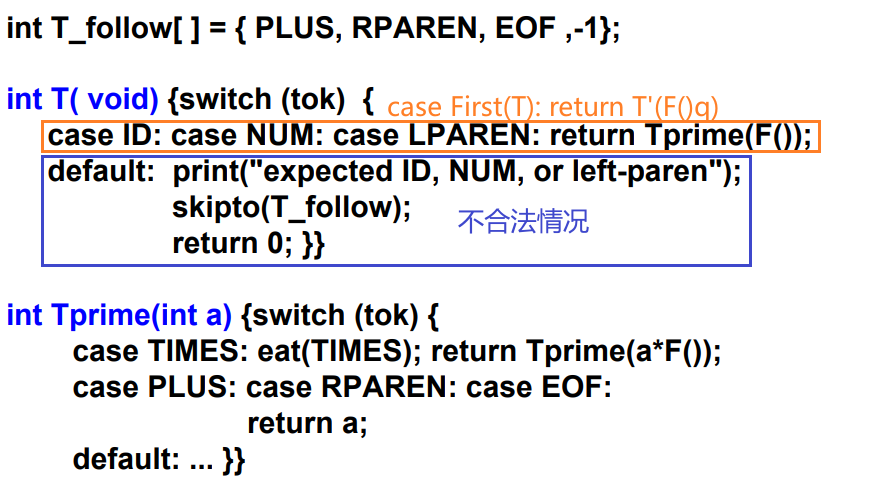 int T_follow[ ] = { PLUS, RPAREN, EOF ,-1};
int T( void) {switch (tok) { case First(T): return T'(F()q)
case ID: case NUM: case LPAREN: return Tprime(F());
default: print("expected ID, NUM, or left-paren");
skipto(T_follow); 不合法情况
return 0; }}
int Tprime(int a) {switch (tok) {
case TIMES: eat(TIMES); return Tprime(a*F());
case PLUS: case RPAREN: case EOF:
return a;
default: ... }}